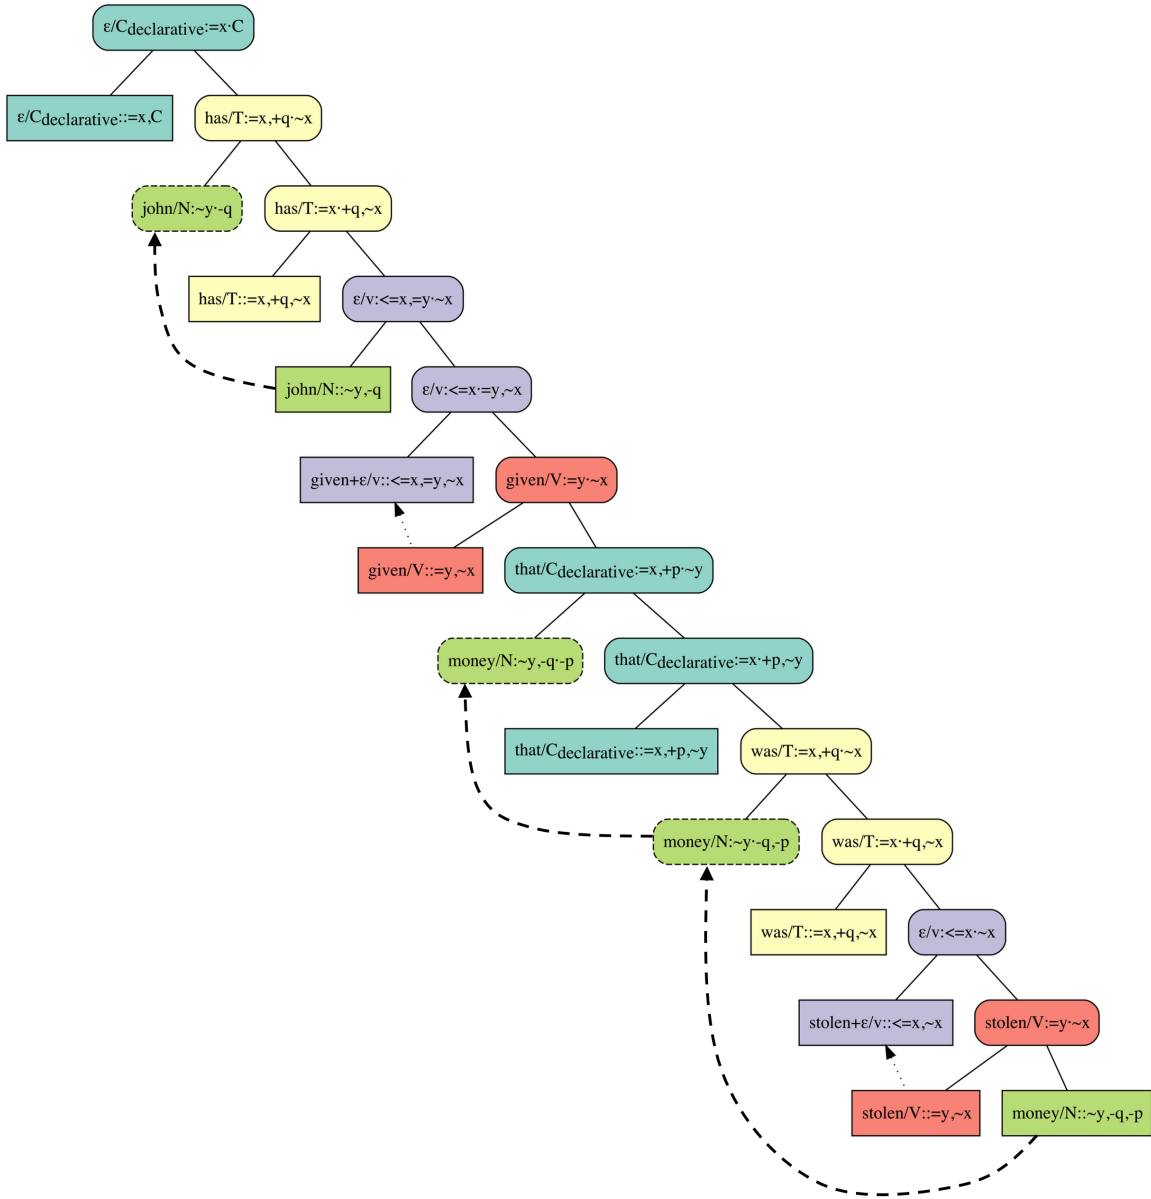 ε/Cdeclarative:=x·C
ε/Cdeclarative::=x,C
has/T:=x,+q·~x
john/N:~y·-q
has/T:=x·+q,~x
has/T::=x,+q,~x
ε/v:<=x,=y·~x
john/N::~y,-q
ε/v:<=x·=y,~x
given+ε/v::<=x,=y,~x
given/V:=y·~x
given/V::=y,~x
that/Cdeclarative:=x,+p·~y
money/N:~y,-q·-p
that/Cdeclarative:=x·+p,~y
that/Cdeclarative::=x,+p,~y
was/T:=x,+q·~x
money/N:~y·-q,-p
was/T:=x·+q,~x
was/T::=x,+q,~x
ε/v:<=x·~x
stolen+ε/v::<=x,~x
stolen/V:=y·~x
stolen/V::=y,~x
money/N::~y,-q,-p